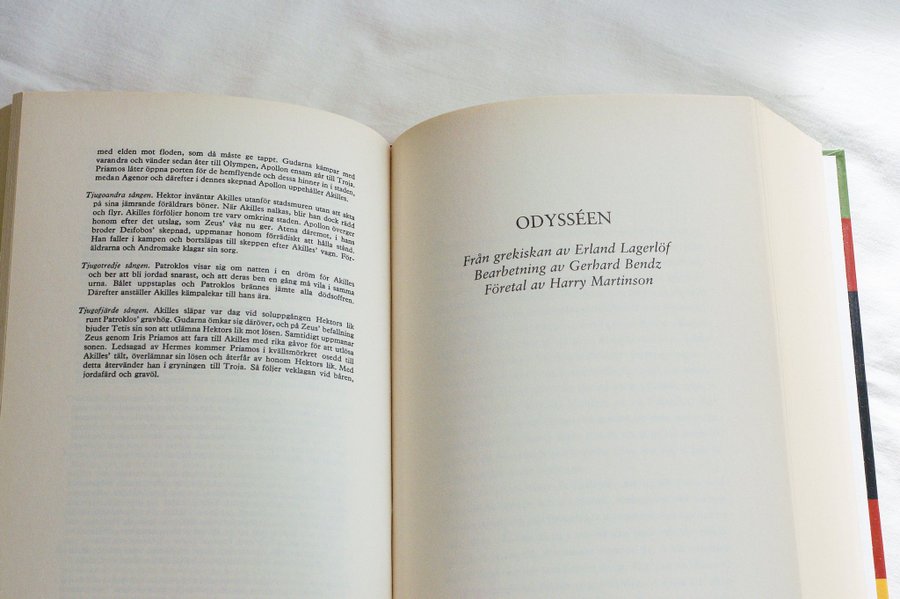 med elden mot floden, som då måste ge tappt. Gudarna kämpar med
varandra och vänder sedan åter till Olympen, Apollon ensam går till Troja.
Priamos låter öppna porten för de hemflyende och dessa hinner in i staden,
medan Agenor och därefter i dennes skepnad Apollon uppehåller Akilles.
Tjugoandra sången. Hektor inväntar Akilles utanför stadsmuren utan att akta
på sina jämrande föräldrars böner. När Akilles nalkas, blir han dock rädd
och flyr. Akilles förföljer honom tre varv omkring staden. Apollon överger
honom efter det utslag, som Zeus' våg nu ger. Atena däremot, i hans
broder Deifobos' skepnad, uppmanar honom förrädiskt att hålla stånd.
Han faller i kampen och bortsläpas till skeppen efter Akilles' vagn. För-
äldrarna och Andromake klagar sin sorg.
Tjugotredje sången. Patroklos visar sig om natten i en dröm för Akilles
och ber att bli jordad snarast, och att deras ben en gång må vila i samma
urna. Bålet uppstaplas och Patroklos brännes jämte alla dödsoffren.
Därefter anställer Akilles kämpalekar till hans ära.
Tjugofjärde sången. Akilles släpar var dag vid soluppgången Hektors lik
runt Patroklos' gravhög. Gudarna ömkar sig däröver, och på Zeus' befallning
bjuder Tetis sin son att utlämna Hektors lik mot lösen. Samtidigt uppmanar
Zeus genom Iris Priamos att fara till Akilles med rika gåvor för att utlösa
sonen. Ledsagad av Hermes kommer Priamos i kvällsmörkret osedd till
Akilles' tält, överlämnar sin lösen och återfår av honom Hektors lik. Med
detta återvänder han i gryningen till Troja. Så följer veklagan vid båren,
jordafärd och gravöl.
ODYSSÉEN
Från grekiskan av Erland Lagerlöf
Bearbetning av Gerhard Bendz
Företal av Harry Martinson